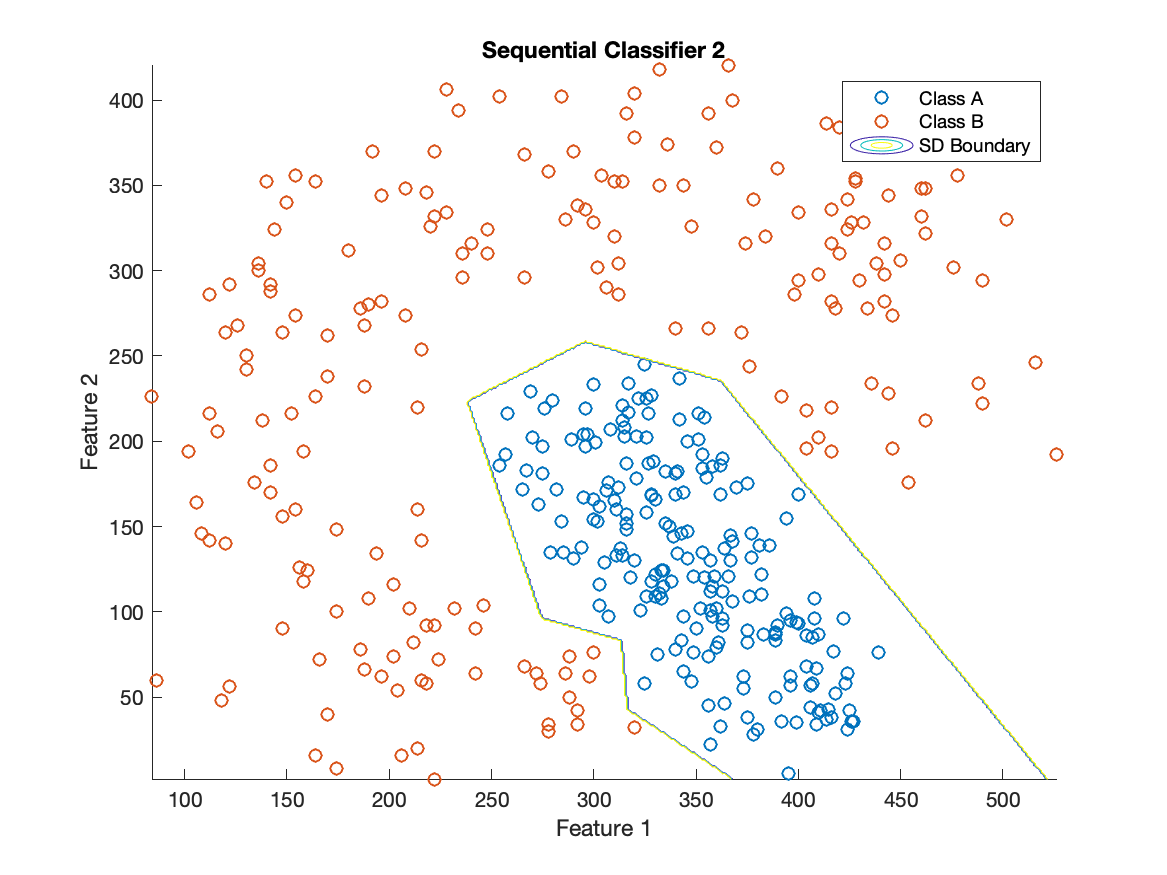 Sequential Classifier 2
Class A
Class B
SD Boundary
Feature 2
400
350
300
250
200
150
100
50
100 150 200 250 300 350 400 450 500
Feature 1